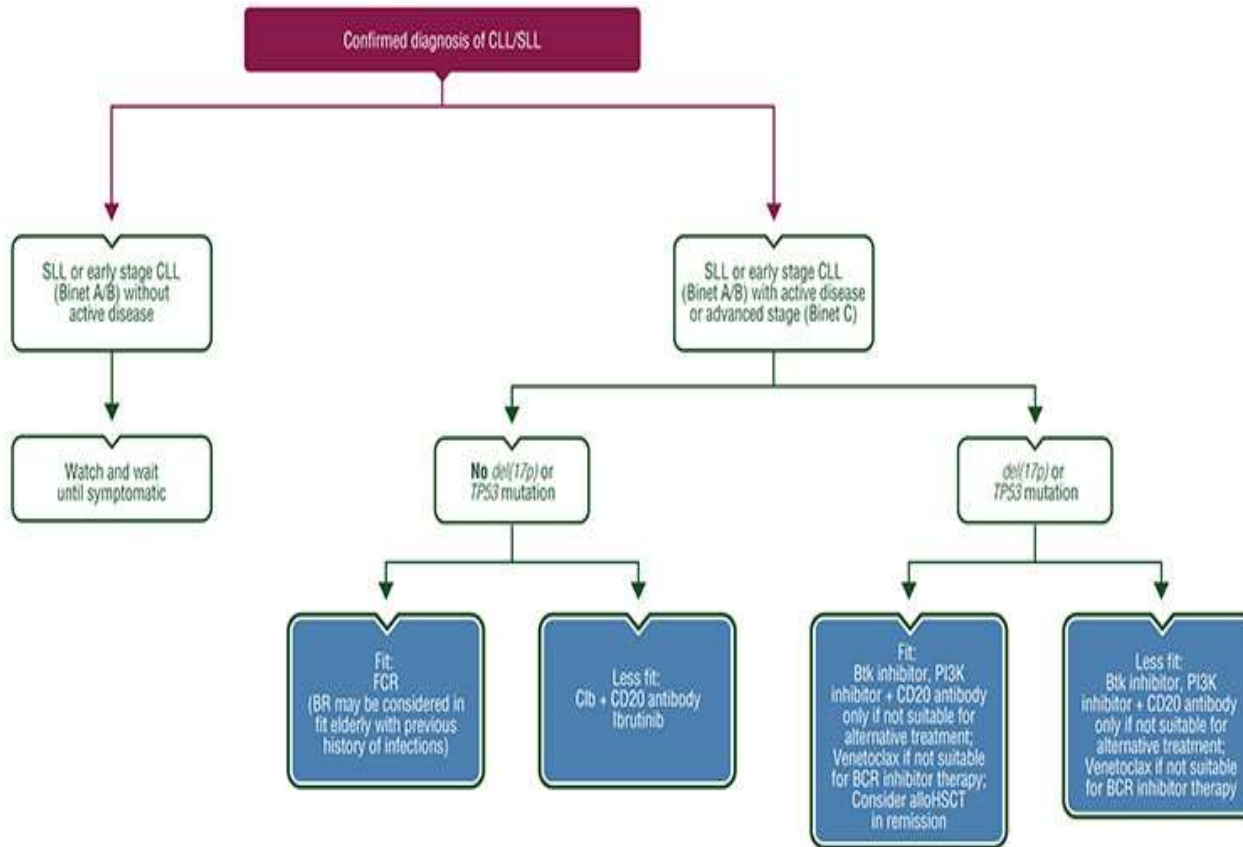 Confirmed diagnosis of CLL/SLL
SLL or early stage CLL
(Binet A/B) without
active disease
SLL or early stage CLL
(Binet A/B) with active disease
or advanced stage (Binet C)
Watch and wait
until symptomatic
No del(17p) or
TP53 mutation
del(17p) or
TP53 mutation
Fit:
FCR
(BR may be considered in
fit elderly with previous
history of infections)
Less fit:
Clb + CD20 antibody
Ibrutinib
Fit:
Btk inhibitor, PI3K
inhibitor + CD20 antibody
only if not suitable for
alternative treatment;
Venetoclax if not suitable
for BCR inhibitor therapy;
Consider alloHSCT
in remission
Less fit:
Btk inhibitor, PI3K
inhibitor + CD20 antibody
only if not suitable for
alternative treatment;
Venetoclax if not suitable
for BCR inhibitor therapy